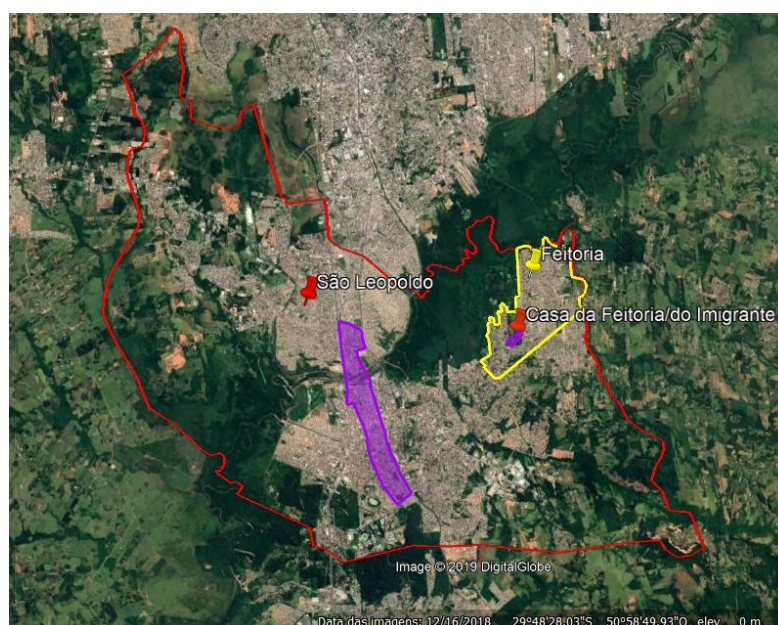 Feitoria
São Leopoldo
Casa da Feitoria/do Imigrante
Image © 2019 DigitalGlobe
Data das imagens: 12/16/2018 29°48'28.03"S 50°58'49.93"O elev 0 m